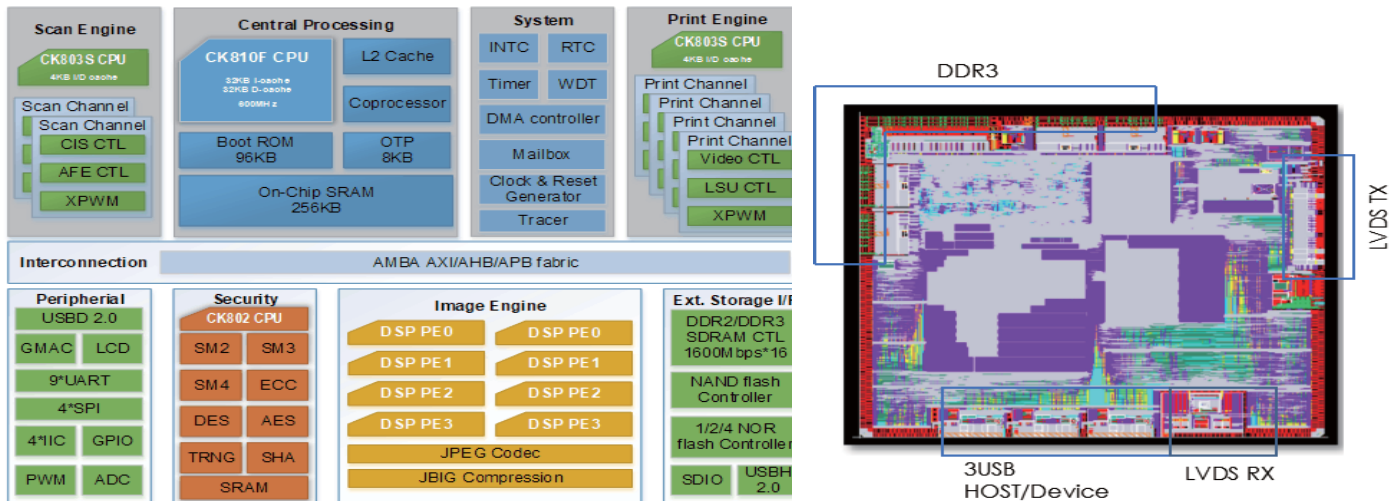 Scan Engine
CK803S CPU
4KB I/D cache
Scan Channel
Scan Channel
CIS CTL
AFE CTL
XPWM
Central Processing
CK810F CPU
32KB I-cache
32KB D-cache
600MHz
L2 Cache
Coprocessor
Boot ROM
96KB
OTP
8KB
On-Chip SRAM
256KB
System
INTC
RTC
Timer
WDT
DMA controller
Mailbox
Clock & Reset
Generator
Tracer
Print Engine
CK803S CPU
4KB I/D cache
Print Channel
Print Channel
Print Channel
Print Channel
Video CTL
LSU CTL
XPWM
Interconnection
AMBA AXI/AHB/APB fabric
Peripherial
USBD 2.0
GMAC
LCD
9*UART
4*SPI
4*IIC
GPIO
PWM
ADC
Security
CK802 CPU
SM2
SM3
SM4
ECC
DES
AES
TRNG
SHA
SRAM
Image Engine
DSP PE0
DSP PE0
DSP PE1
DSP PE1
DSP PE2
DSP PE2
DSP PE3
DSP PE3
JPEG Codec
JBIG Compression
Ext. Storage I/F
DDR2/DDR3
SDRAM CTL
1600Mbps*16
NAND flash
Controller
1/2/4 NOR
flash Controller
SDIO
USBH
2.0
DDR3
LVDS TX
3USB
HOST/Device
LVDS RX